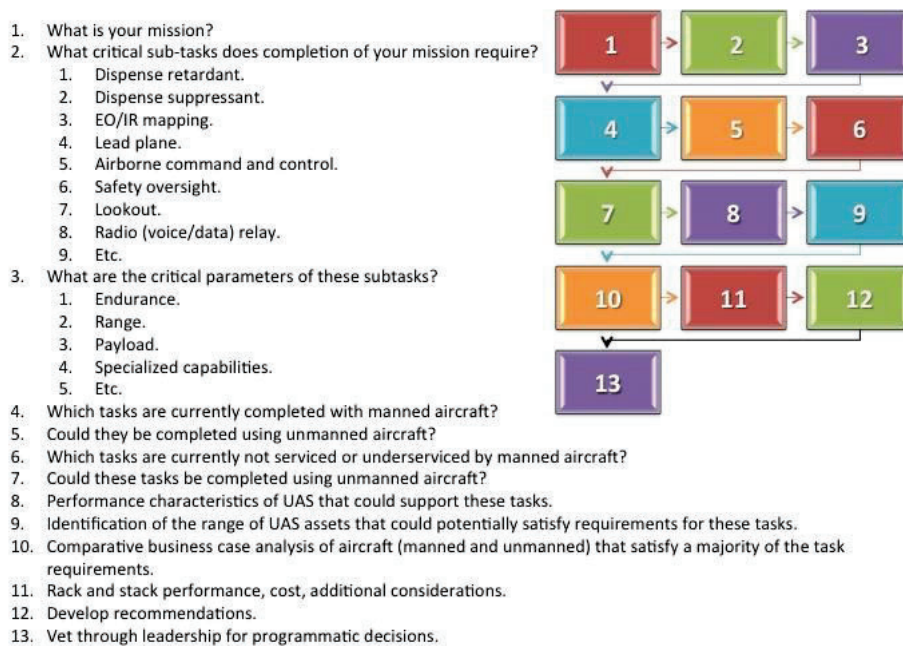 1. What is your mission?
2. What critical sub-tasks does completion of your mission require?
1. Dispense retardant.
2. Dispense suppressant.
3. EO/IR mapping.
4. Lead plane.
5. Airborne command and control.
6. Safety oversight.
7. Lookout.
8. Radio (voice/data) relay.
9. Etc.
3. What are the critical parameters of these subtasks?
1. Endurance.
2. Range.
3. Payload.
4. Specialized capabilities.
5. Etc.
4. Which tasks are currently completed with manned aircraft?
5. Could they be completed using unmanned aircraft?
6. Which tasks are currently not serviced or underserviced by manned aircraft?
7. Could these tasks be completed using unmanned aircraft?
8. Performance characteristics of UAS that could support these tasks.
9. Identification of the range of UAS assets that could potentially satisfy requirements for these tasks.
10. Comparative business case analysis of aircraft (manned and unmanned) that satisfy a majority of the task
requirements.
11. Rack and stack performance, cost, additional considerations.
12. Develop recommendations.
13. Vet through leadership for programmatic decisions.
1 2 3
4 5 6
7 8 9
10 11 12
13